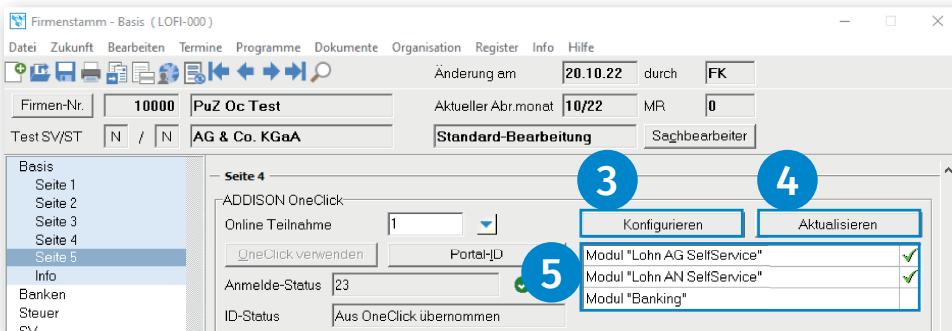 Firmenstamm - Basis ( LOFI-000 )
Datei Zukunft Bearbeiten Termine Programme Dokumente Organisation Register Info Hilfe
Änderung am 20.10.22 durch FK
Firmen-Nr. 10000 PuZ Oc Test Aktueller Abr.monat 10/22 MR 0
Test SV/ST N / N AG & Co. KGaA Standard-Bearbeitung Sachbearbeiter
Basis
Seite 1
Seite 2
Seite 3
Seite 4
Seite 5
Info
Banken
Steuer
SV
Seite 4
ADDISON OneClick
Online Teilnahme 1
OneClick verwenden Portal-ID
Anmelde-Status 23
ID-Status Aus OneClick übernommen
3 4
Konfigurieren Aktualisieren
5
Modul "Lohn AG SelfService"
Modul "Lohn AN SelfService"
Modul "Banking"